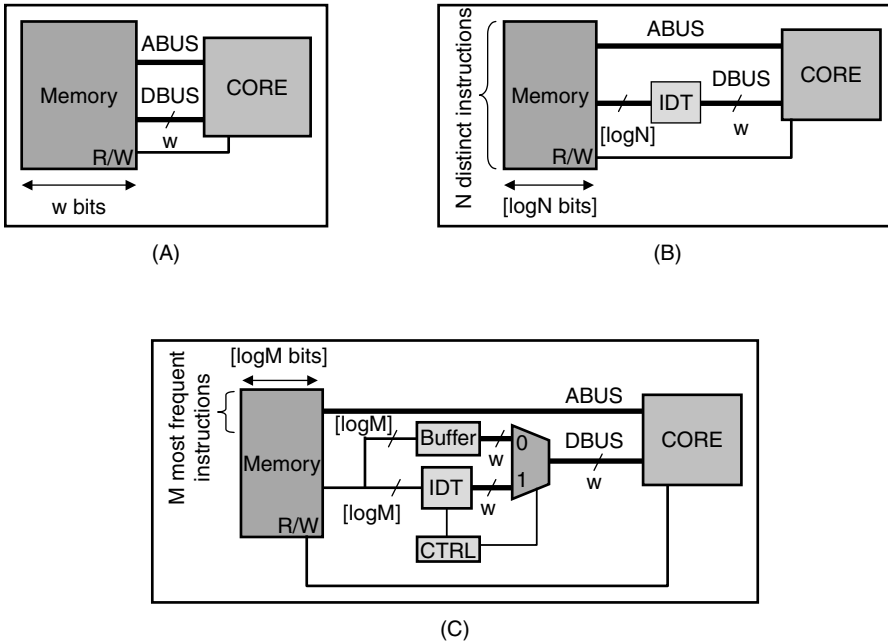 ABUS
Memory
DBUS
CORE
w
R/W
w bits
(A)
N distinct instructions
ABUS
Memory
DBUS
CORE
IDT
[logN]
w
R/W
[logN bits]
(B)
M most frequent
instructions
[logM bits]
ABUS
[logM]
Buffer
w
0
DBUS
CORE
Memory
1
w
IDT
w
[logM]
R/W
CTRL
(C)